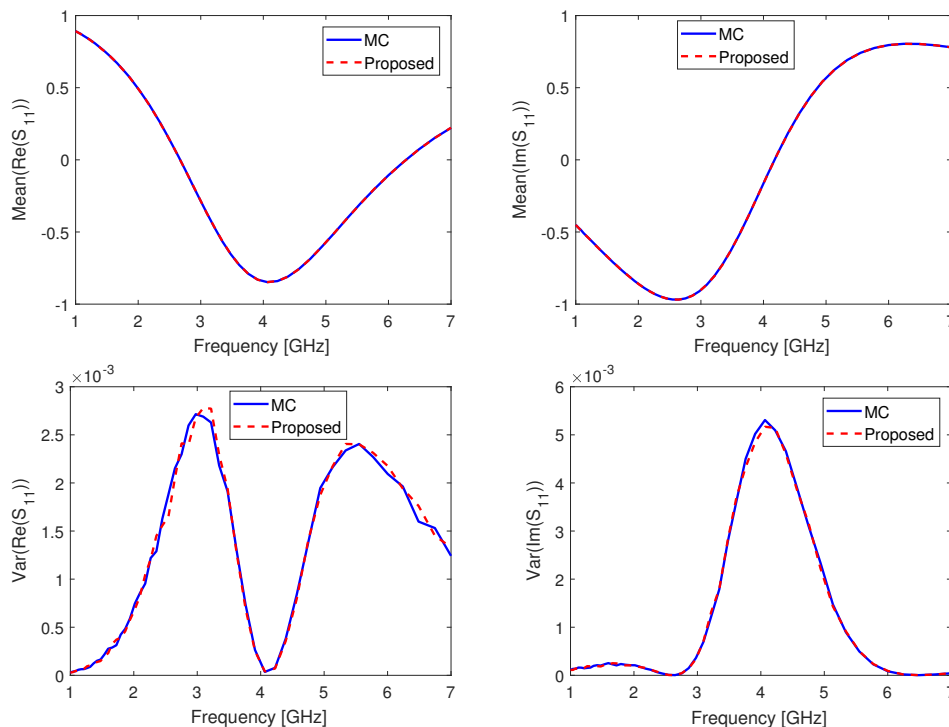 Mean(Re(S11))
1
0.5
0
-0.5
-1
1 2 3 4 5 6 7
Frequency [GHz]
MC
Proposed
Mean(Im(S11))
1
0.5
0
-0.5
-1
1 2 3 4 5 6 7
Frequency [GHz]
MC
Proposed
×10-3
Var(Re(S11))
3
2.5
2
1.5
1
0.5
0
1 2 3 4 5 6 7
Frequency [GHz]
MC
Proposed
×10-3
Var(Im(S11))
6
5
4
3
2
1
0
1 2 3 4 5 6 7
Frequency [GHz]
MC
Proposed